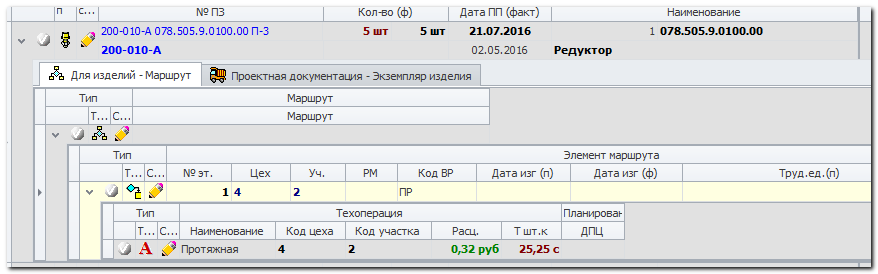 п с... № ПЗ Кол-во (ф) Дата ПП (факт) Наименование
200-010-А 078.505.9.0100.00 П-3 5 шт 5 шт 21.07.2016 1 078.505.9.0100.00
200-010-А 02.05.2016 Редуктор
Для изделий - Маршрут Проектная документация - Экземпляр изделия
Тип Маршрут
Т... С... Маршрут
Тип Элемент маршрута
Т... С... № эт. Цех Уч. РМ Код ВР Дата изг (п) Дата изг (ф) Труд.ед.(п)
1 4 2 ПР
Тип Техоперация Планирован
Т... С... Наименование Код цеха Код участка Расц. Т шт.к ДПЦ
А Протяжная 4 2 0,32 руб 25,25 с